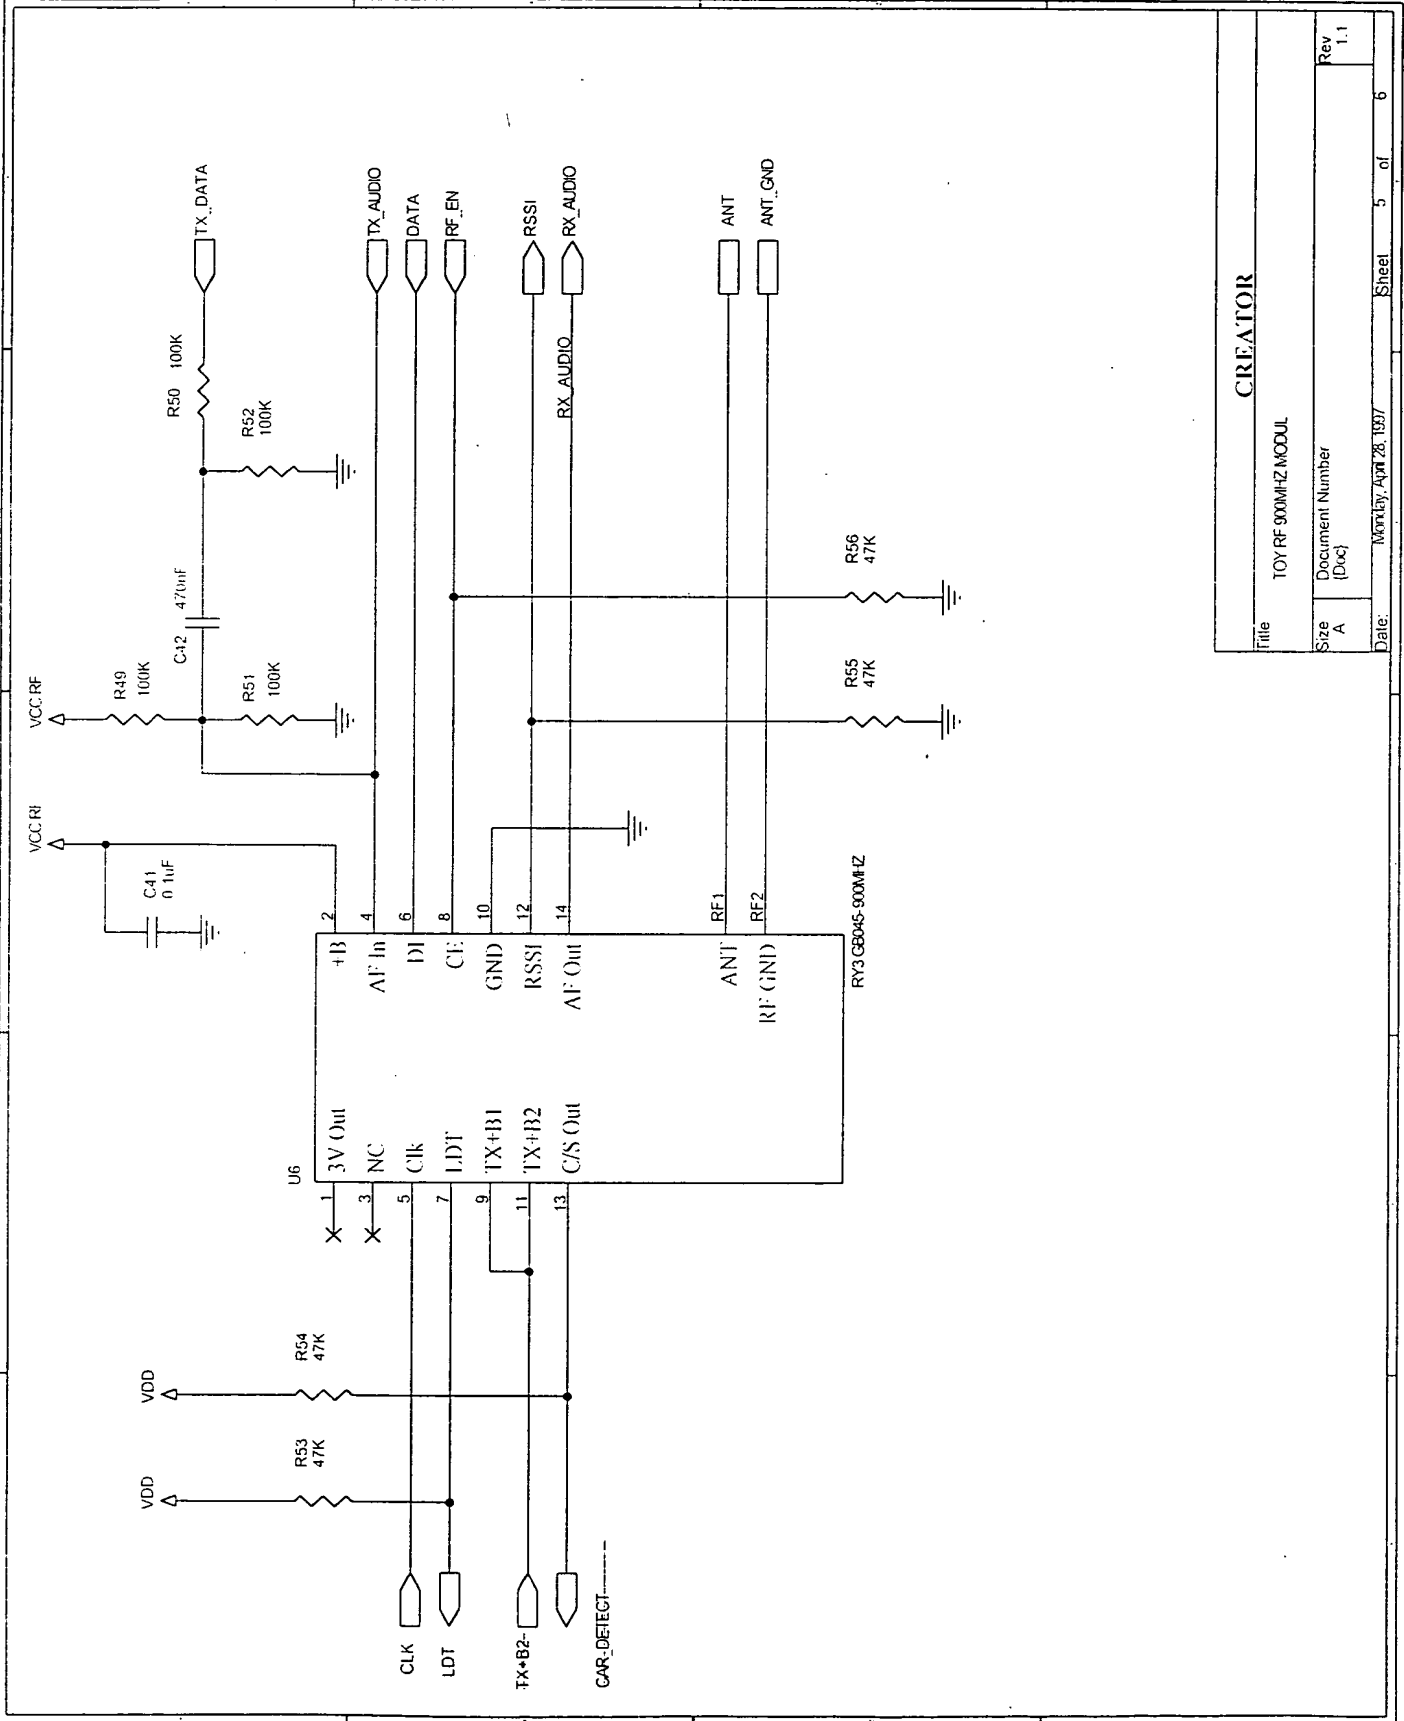 VCC RF
R49
100K
R51
100K
C42
470nF
R50 100K
R52
100K
TX_DATA
C41
0.1uF
U6
RY3 GB045-900MHZ
1
3V Out
3
NC
5
Clk
7
LDT
9
TX+B1
11
TX+B2
13
C/S Out
+B
2
AF In
4
DI
6
CE
8
GND
10
RSSI
12
AF Out
14
ANT
RF1
RF GND
RF2
VDD
R53
47K
VDD
R54
47K
CLK
LDT
TX+B2-
CAR_DETECT
TX_AUDIO
DATA
RF_EN
RSSI
RX_AUDIO
RX_AUDIO
ANT
ANT_GND
R55
47K
R56
47K
CREATOR
Title
TOY RF 900MHZ MODUL
Size
A
Document Number
{Doc}
Rev
1.1
Date: Monday, April 28, 1997 Sheet 5 of 6